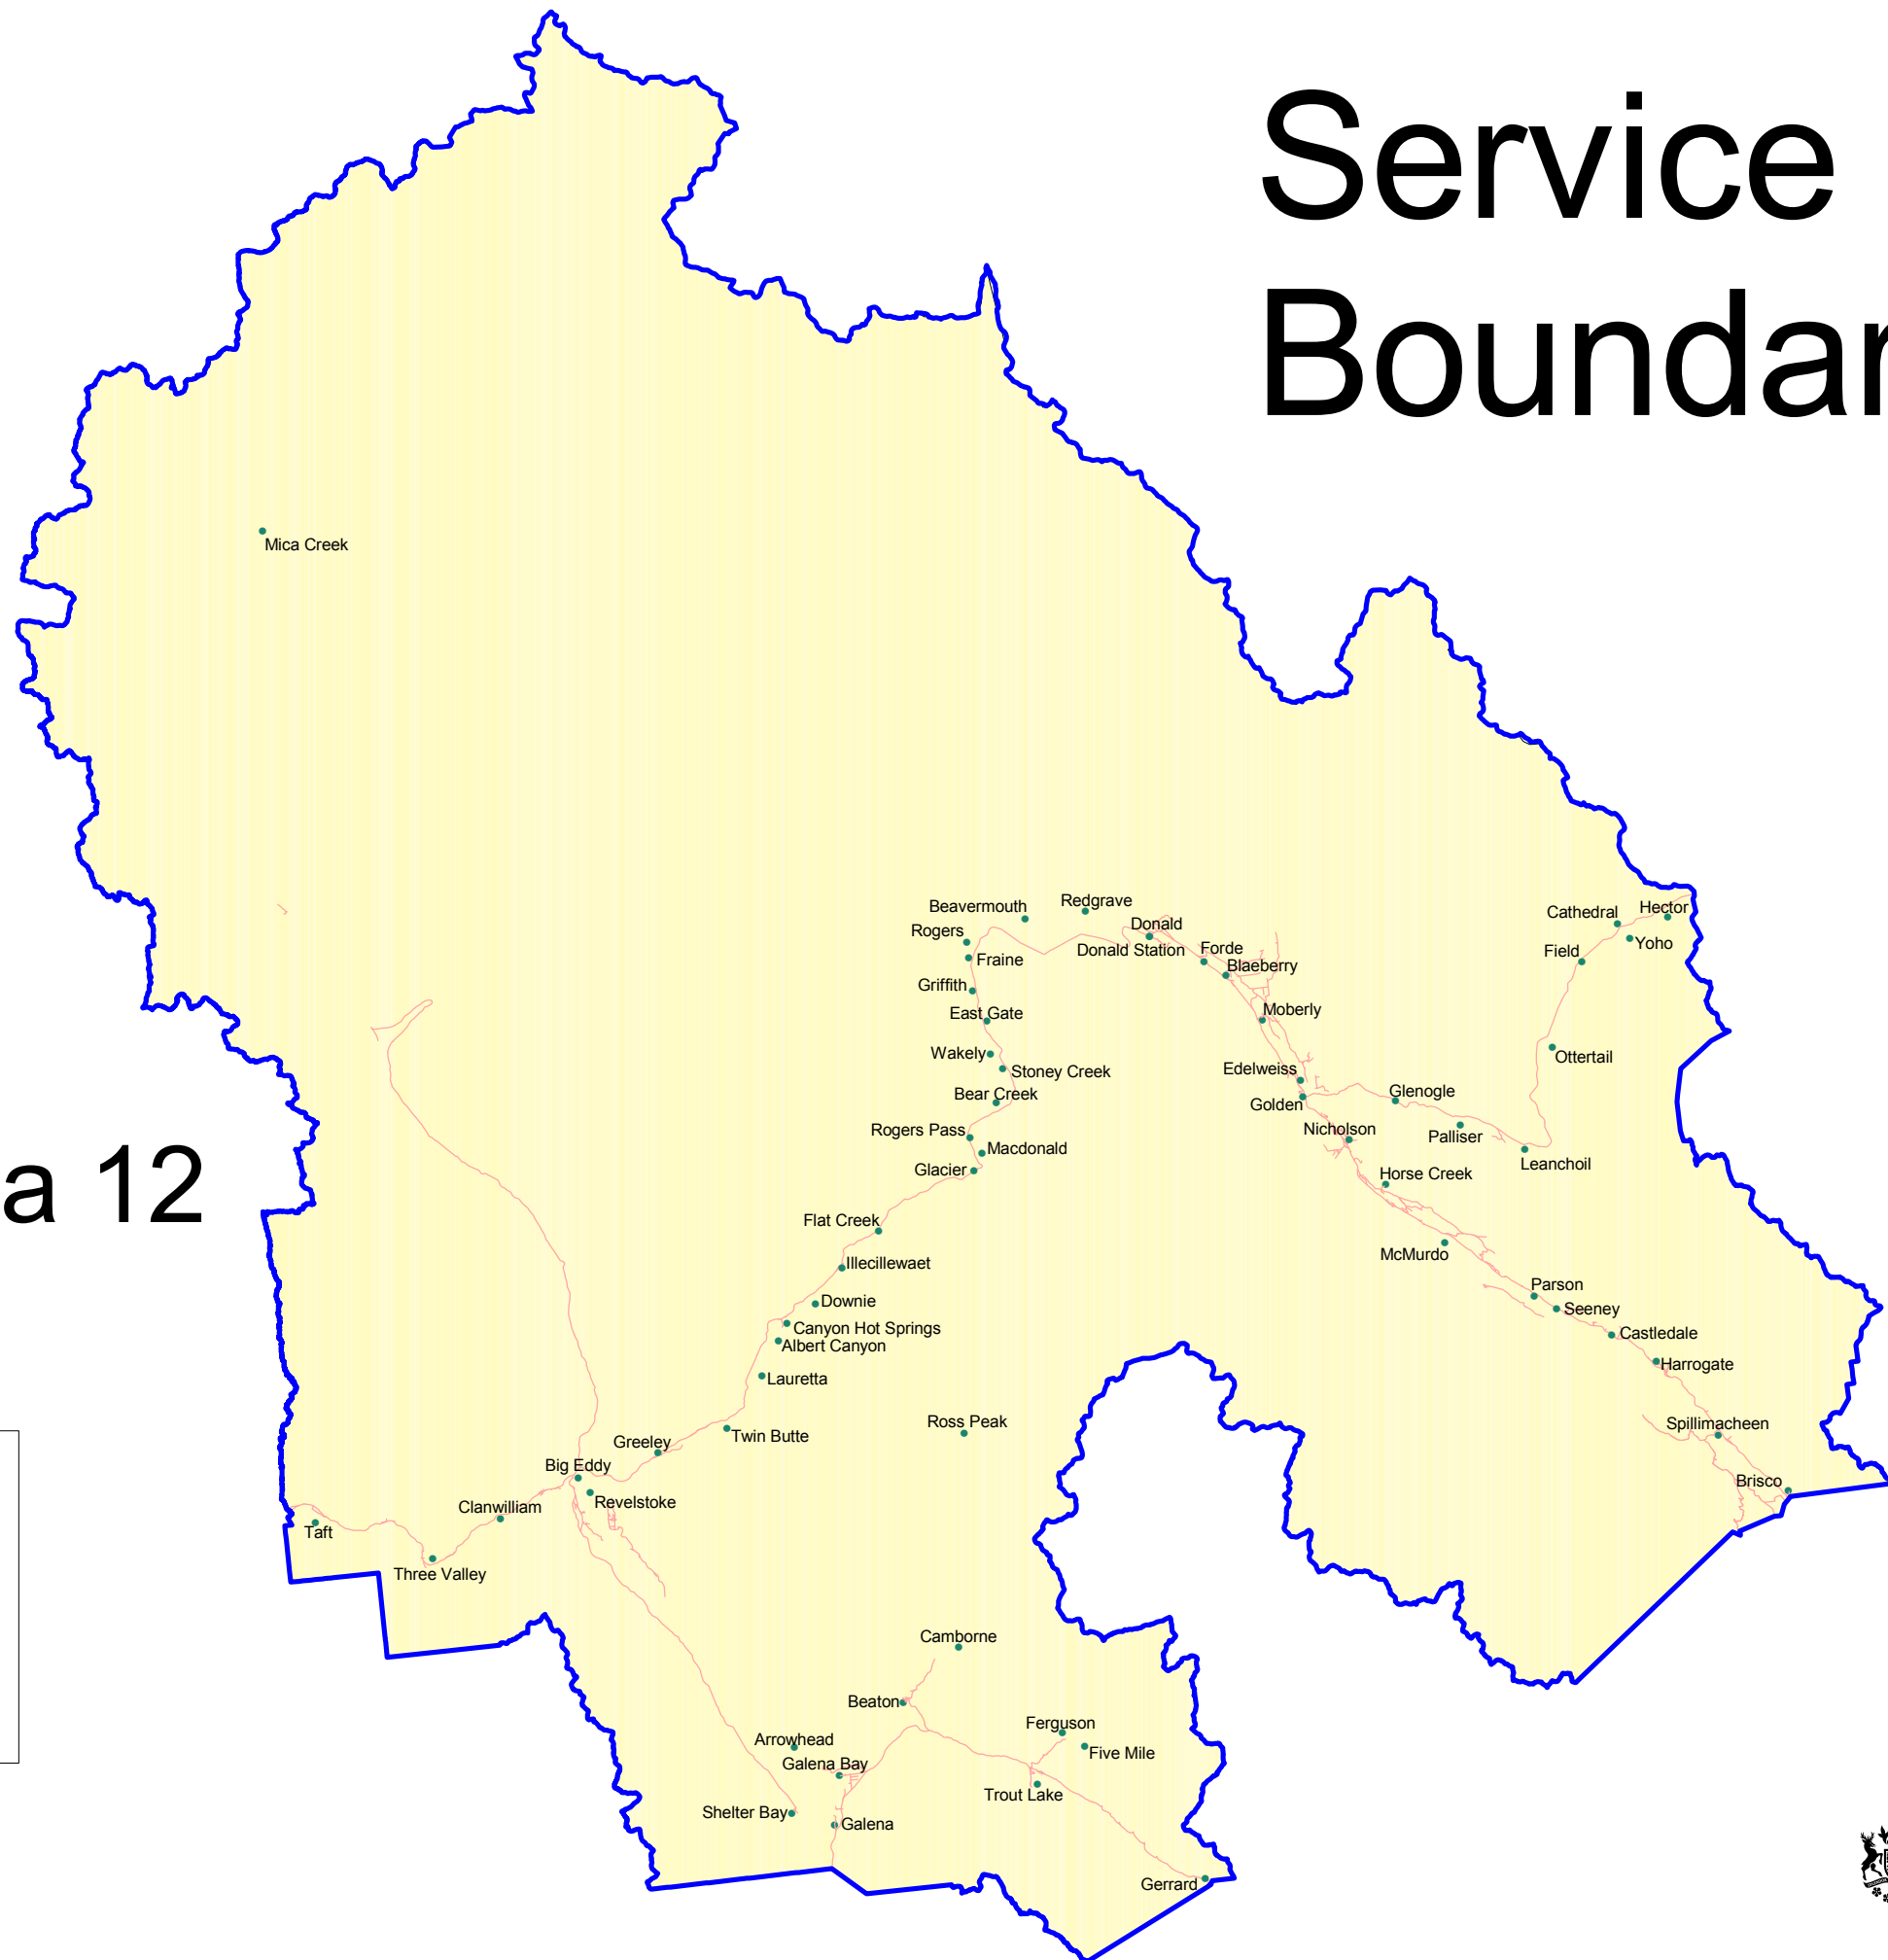 Service
Boundar
Mica Creek
Beavermouth
Redgrave
Rogers
Donald
Cathedral
Hector
Donald Station
Forde
Yoho
Fraine
Field
Blaeberry
Griffith
East Gate
Moberly
Wakely
Ottertail
Stoney Creek
Edelweiss
Bear Creek
Glenogle
Golden
Rogers Pass
Nicholson
Palliser
Macdonald
Leanchoil
Glacier
Horse Creek
a 12
Flat Creek
McMurdo
Illecillewaet
Parson
Downie
Seeney
Canyon Hot Springs
Castledale
Albert Canyon
Harrogate
Lauretta
Ross Peak
Spillimacheen
Twin Butte
Greeley
Big Eddy
Brisco
Revelstoke
Clanwilliam
Taft
Three Valley
Camborne
Beaton
Ferguson
Arrowhead
Five Mile
Galena Bay
Trout Lake
Shelter Bay
Galena
Gerrard